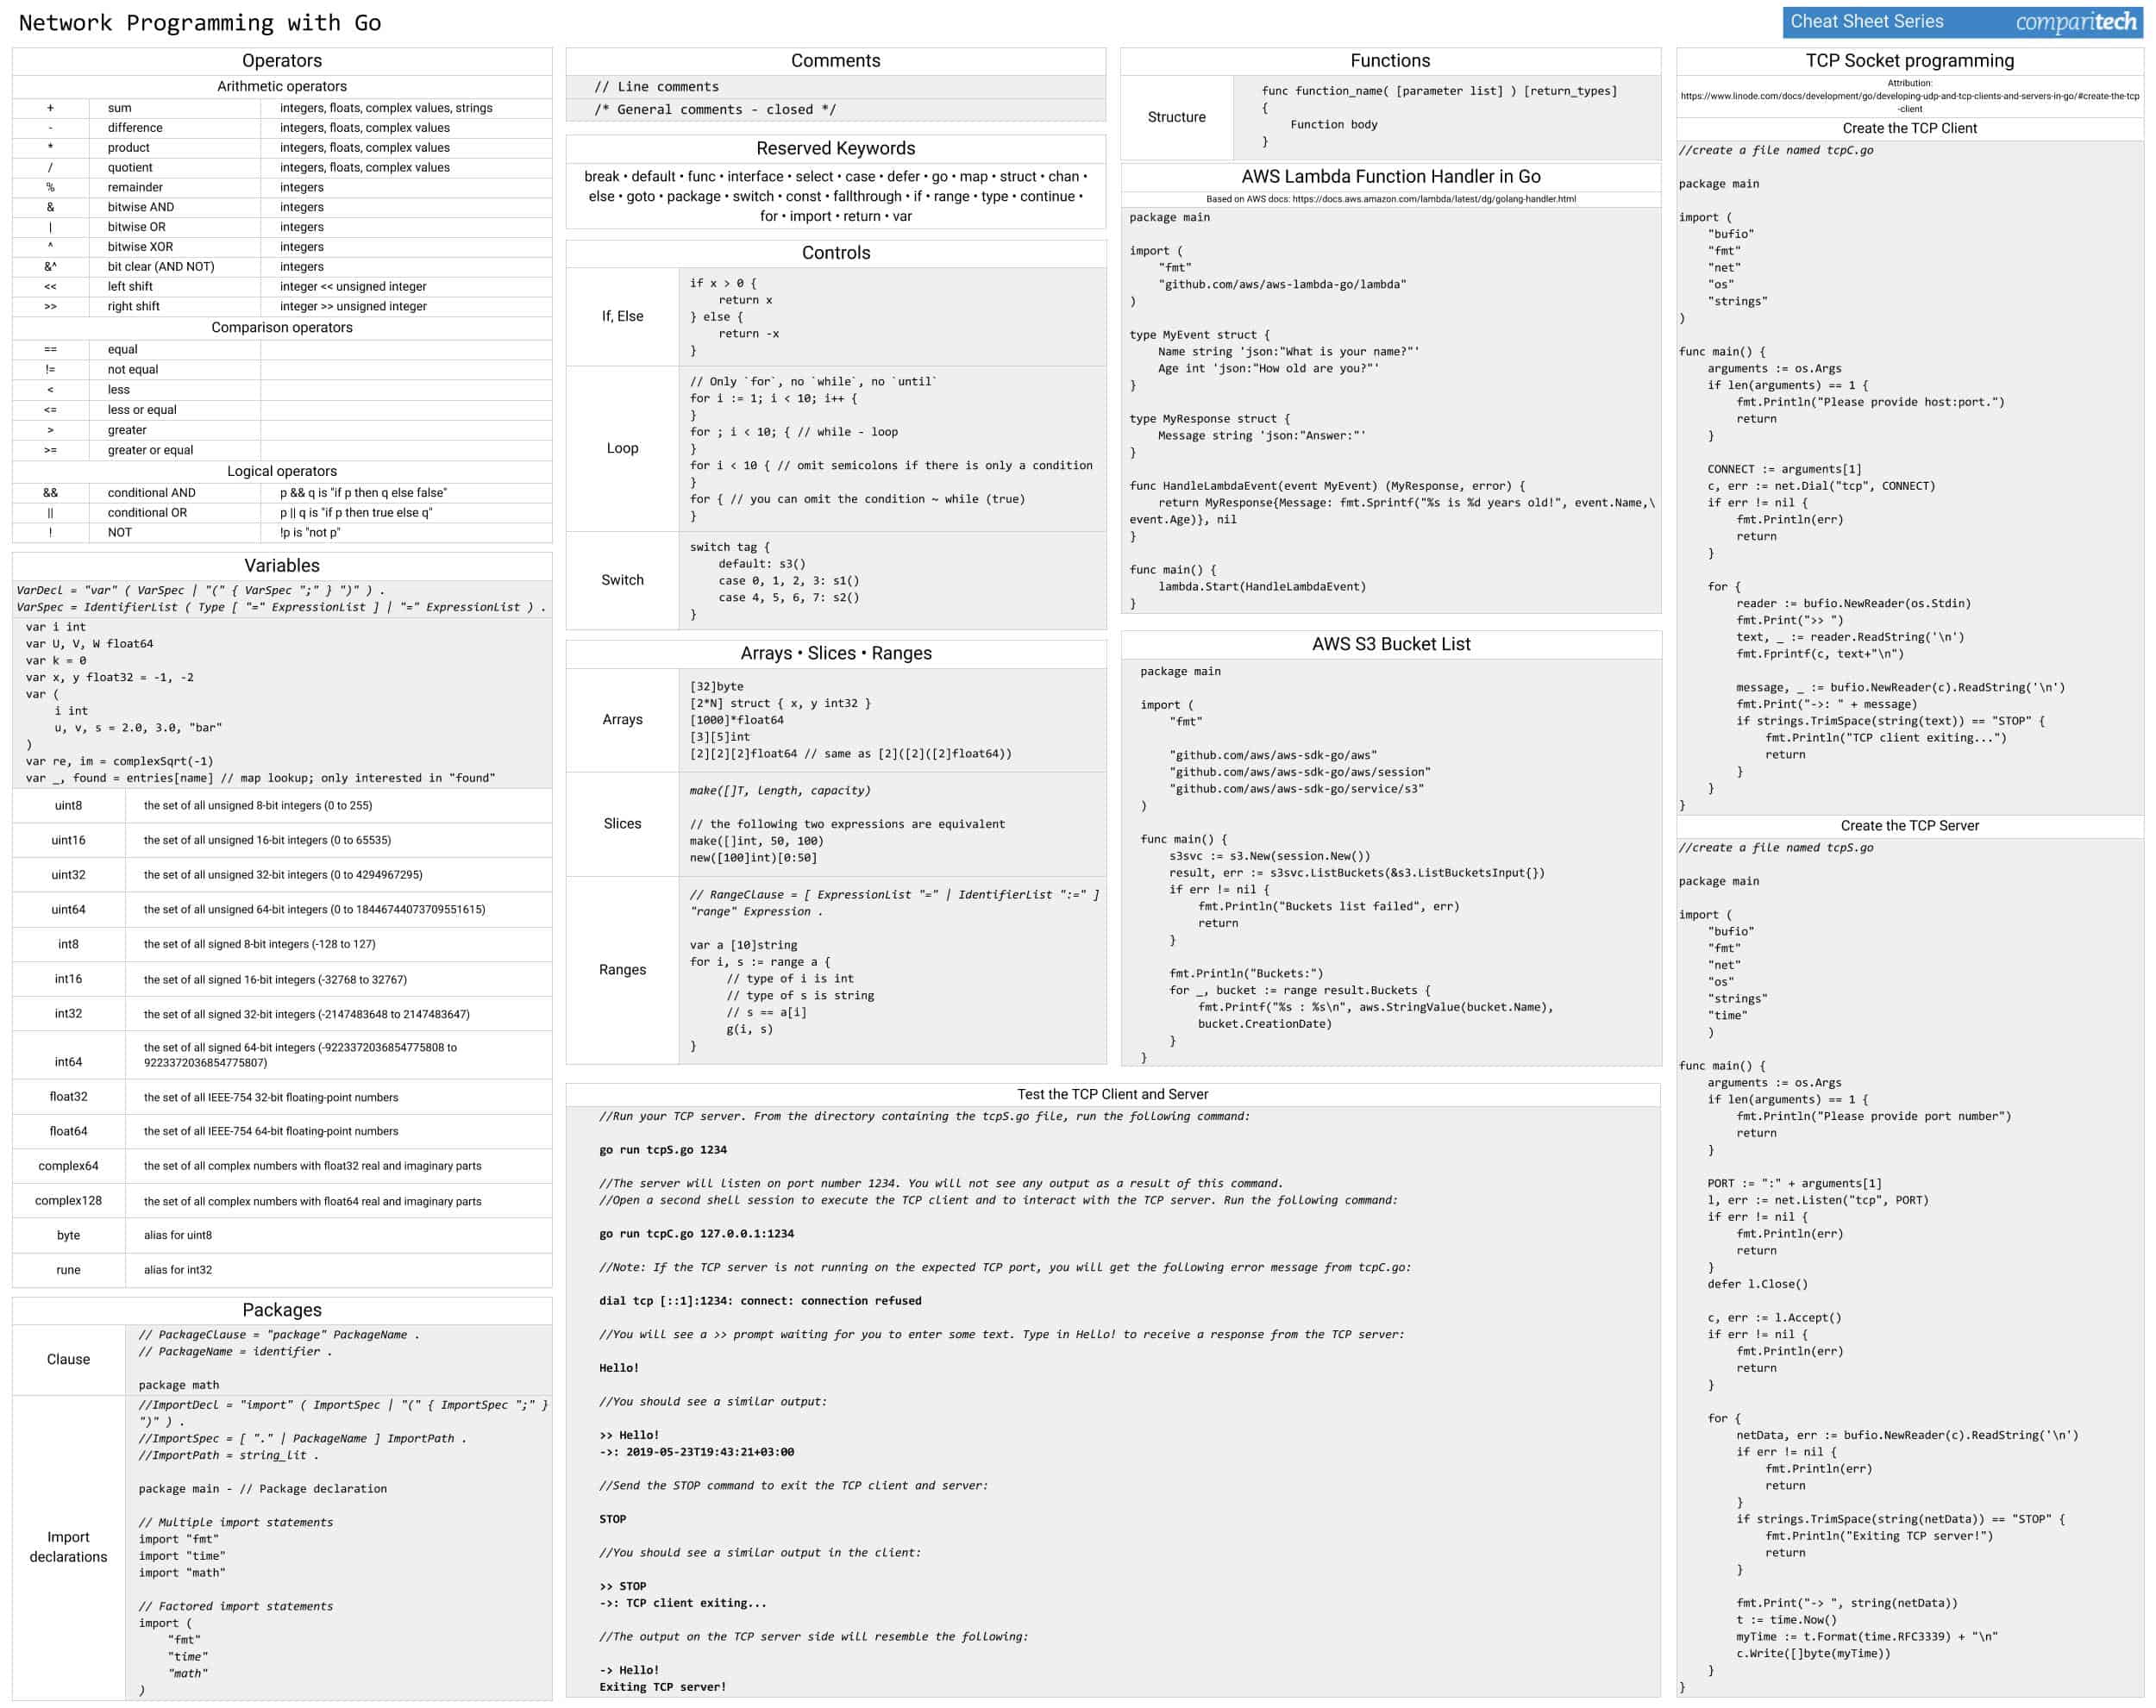 Network Programming with Go
Cheat Sheet Series comparitech
Operators
Arithmetic operators
+ sum integers, floats, complex values, strings
- difference integers, floats, complex values
* product integers, floats, complex values
/ quotient integers, floats, complex values
% remainder integers
& bitwise AND integers
| bitwise OR integers
^ bitwise XOR integers
&^ bit clear (AND NOT) integers
<< left shift integer << unsigned integer
>> right shift integer >> unsigned integer
Comparison operators
== equal
!= not equal
< less
<= less or equal
> greater
>= greater or equal
Logical operators
&& conditional AND p && q is "if p then q else false"
|| conditional OR p || q is "if p then true else q"
! NOT !p is "not p"
Variables
VarDecl = "var" ( VarSpec | "(" { VarSpec ";" } ")" ) .
VarSpec = IdentifierList ( Type [ "=" ExpressionList ] | "=" ExpressionList ) .
var i int
var U, V, W float64
var k = 0
var x, y float32 = -1, -2
var (
i int
u, v, s = 2.0, 3.0, "bar"
)
var re, im = complexSqrt(-1)
var _, found = entries[name] // map lookup; only interested in "found"
uint8 the set of all unsigned 8-bit integers (0 to 255)
uint16 the set of all unsigned 16-bit integers (0 to 65535)
uint32 the set of all unsigned 32-bit integers (0 to 4294967295)
uint64 the set of all unsigned 64-bit integers (0 to 18446744073709551615)
int8 the set of all signed 8-bit integers (-128 to 127)
int16 the set of all signed 16-bit integers (-32768 to 32767)
int32 the set of all signed 32-bit integers (-2147483648 to 2147483647)
int64 the set of all signed 64-bit integers (-9223372036854775808 to
9223372036854775807)
float32 the set of all IEEE-754 32-bit floating-point numbers
float64 the set of all IEEE-754 64-bit floating-point numbers
complex64 the set of all complex numbers with float32 real and imaginary parts
complex128 the set of all complex numbers with float64 real and imaginary parts
byte alias for uint8
rune alias for int32
Packages
Clause
// PackageClause = "package" PackageName .
// PackageName = identifier .
package math
Import
declarations
//ImportDecl = "import" ( ImportSpec | "(" { ImportSpec ";" }
")" ) .
//ImportSpec = [ "." | PackageName ] ImportPath .
//ImportPath = string_lit .
package main - // Package declaration
// Multiple import statements
import "fmt"
import "time"
import "math"
// Factored import statements
import (
"fmt"
"time"
"math"
)
Comments
// Line comments
/* General comments - closed */
Reserved Keywords
break • default • func • interface • select • case • defer • go • map • struct • chan •
else • goto • package • switch • const • fallthrough • if • range • type • continue •
for • import • return • var
Controls
If, Else
if x > 0 {
return x
} else {
return -x
}
Loop
// Only `for`, no `while`, no `until`
for i := 1; i < 10; i++ {
}
for ; i < 10; { // while - loop
}
for i < 10 { // omit semicolons if there is only a condition
}
for { // you can omit the condition ~ while (true)
}
Switch
switch tag {
default: s3()
case 0, 1, 2, 3: s1()
case 4, 5, 6, 7: s2()
}
Arrays • Slices • Ranges
Arrays
[32]byte
[2*N] struct { x, y int32 }
[1000]*float64
[3][5]int
[2][2][2]float64 // same as [2]([2]([2]float64))
Slices
make([]T, length, capacity)
// the following two expressions are equivalent
make([]int, 50, 100)
new([100]int)[0:50]
Ranges
// RangeClause = [ ExpressionList "=" | IdentifierList ":=" ]
"range" Expression .
var a [10]string
for i, s := range a {
// type of i is int
// type of s is string
// s == a[i]
g(i, s)
}
Functions
Structure
func function_name( [parameter list] ) [return_types]
{
Function body
}
AWS Lambda Function Handler in Go
Based on AWS docs: https://docs.aws.amazon.com/lambda/latest/dg/golang-handler.html
package main
import (
"fmt"
"github.com/aws/aws-lambda-go/lambda"
)
type MyEvent struct {
Name string 'json:"What is your name?"'
Age int 'json:"How old are you?"'
}
type MyResponse struct {
Message string 'json:"Answer:"'
}
func HandleLambdaEvent(event MyEvent) (MyResponse, error) {
return MyResponse{Message: fmt.Sprintf("%s is %d years old!", event.Name,\
event.Age)}, nil
}
func main() {
lambda.Start(HandleLambdaEvent)
}
AWS S3 Bucket List
package main
import (
"fmt"
"github.com/aws/aws-sdk-go/aws"
"github.com/aws/aws-sdk-go/aws/session"
"github.com/aws/aws-sdk-go/service/s3"
)
func main() {
s3svc := s3.New(session.New())
result, err := s3svc.ListBuckets(&s3.ListBucketsInput{})
if err != nil {
fmt.Println("Buckets list failed", err)
return
}
fmt.Println("Buckets:")
for _, bucket := range result.Buckets {
fmt.Printf("%s : %s\n", aws.StringValue(bucket.Name),
bucket.CreationDate)
}
}
Test the TCP Client and Server
//Run your TCP server. From the directory containing the tcpS.go file, run the following command:
go run tcpS.go 1234
//The server will listen on port number 1234. You will not see any output as a result of this command.
//Open a second shell session to execute the TCP client and to interact with the TCP server. Run the following command:
go run tcpC.go 127.0.0.1:1234
//Note: If the TCP server is not running on the expected TCP port, you will get the following error message from tcpC.go:
dial tcp [::1]:1234: connect: connection refused
//You will see a >> prompt waiting for you to enter some text. Type in Hello! to receive a response from the TCP server:
Hello!
//You should see a similar output:
>> Hello!
->: 2019-05-23T19:43:21+03:00
//Send the STOP command to exit the TCP client and server:
STOP
//You should see a similar output in the client:
>> STOP
->: TCP client exiting...
//The output on the TCP server side will resemble the following:
-> Hello!
Exiting TCP server!
TCP Socket programming
Attribution:
https://www.linode.com/docs/development/go/developing-udp-and-tcp-clients-and-servers-in-go/#create-the-tcp
-client
Create the TCP Client
//create a file named tcpC.go
package main
import (
"bufio"
"fmt"
"net"
"os"
"strings"
)
func main() {
arguments := os.Args
if len(arguments) == 1 {
fmt.Println("Please provide host:port.")
return
}
CONNECT := arguments[1]
c, err := net.Dial("tcp", CONNECT)
if err != nil {
fmt.Println(err)
return
}
for {
reader := bufio.NewReader(os.Stdin)
fmt.Print(">> ")
text, _ := reader.ReadString('\n')
fmt.Fprintf(c, text+"\n")
message, _ := bufio.NewReader(c).ReadString('\n')
fmt.Print("->: " + message)
if strings.TrimSpace(string(text)) == "STOP" {
fmt.Println("TCP client exiting...")
return
}
}
}
Create the TCP Server
//create a file named tcpS.go
package main
import (
"bufio"
"fmt"
"net"
"os"
"strings"
"time"
)
func main() {
arguments := os.Args
if len(arguments) == 1 {
fmt.Println("Please provide port number")
return
}
PORT := ":" + arguments[1]
l, err := net.Listen("tcp", PORT)
if err != nil {
fmt.Println(err)
return
}
defer l.Close()
c, err := l.Accept()
if err != nil {
fmt.Println(err)
return
}
for {
netData, err := bufio.NewReader(c).ReadString('\n')
if err != nil {
fmt.Println(err)
return
}
if strings.TrimSpace(string(netData)) == "STOP" {
fmt.Println("Exiting TCP server!")
return
}
fmt.Print("-> ", string(netData))
t := time.Now()
myTime := t.Format(time.RFC3339) + "\n"
c.Write([]byte(myTime))
}
}